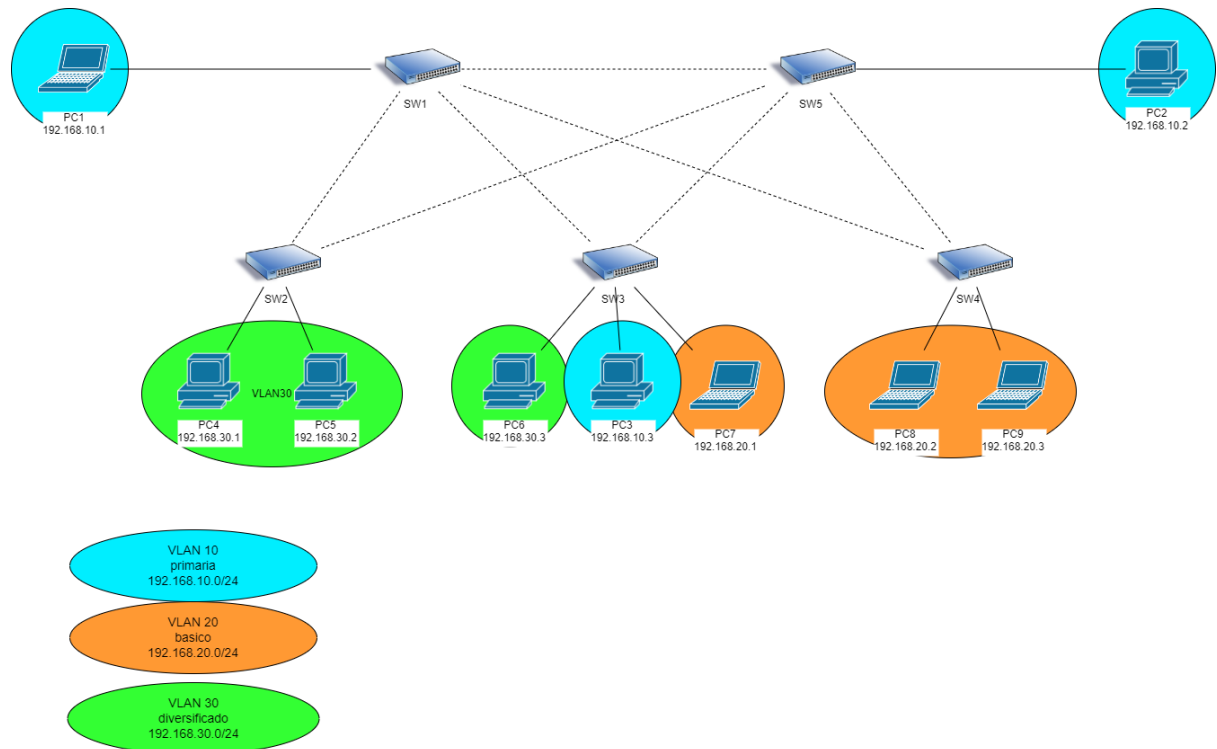 SW1
SW5
PC1
192.168.10.1
PC2
192.168.10.2
SW2
SW3
SW4
VLAN30
PC4
192.168.30.1
PC5
192.168.30.2
PC6
192.168.30.3
PC3
192.168.10.3
PC7
192.168.20.1
PC8
192.168.20.2
PC9
192.168.20.3
VLAN 10
primaria
192.168.10.0/24
VLAN 20
basico
192.168.20.0/24
VLAN 30
diversificado
192.168.30.0/24